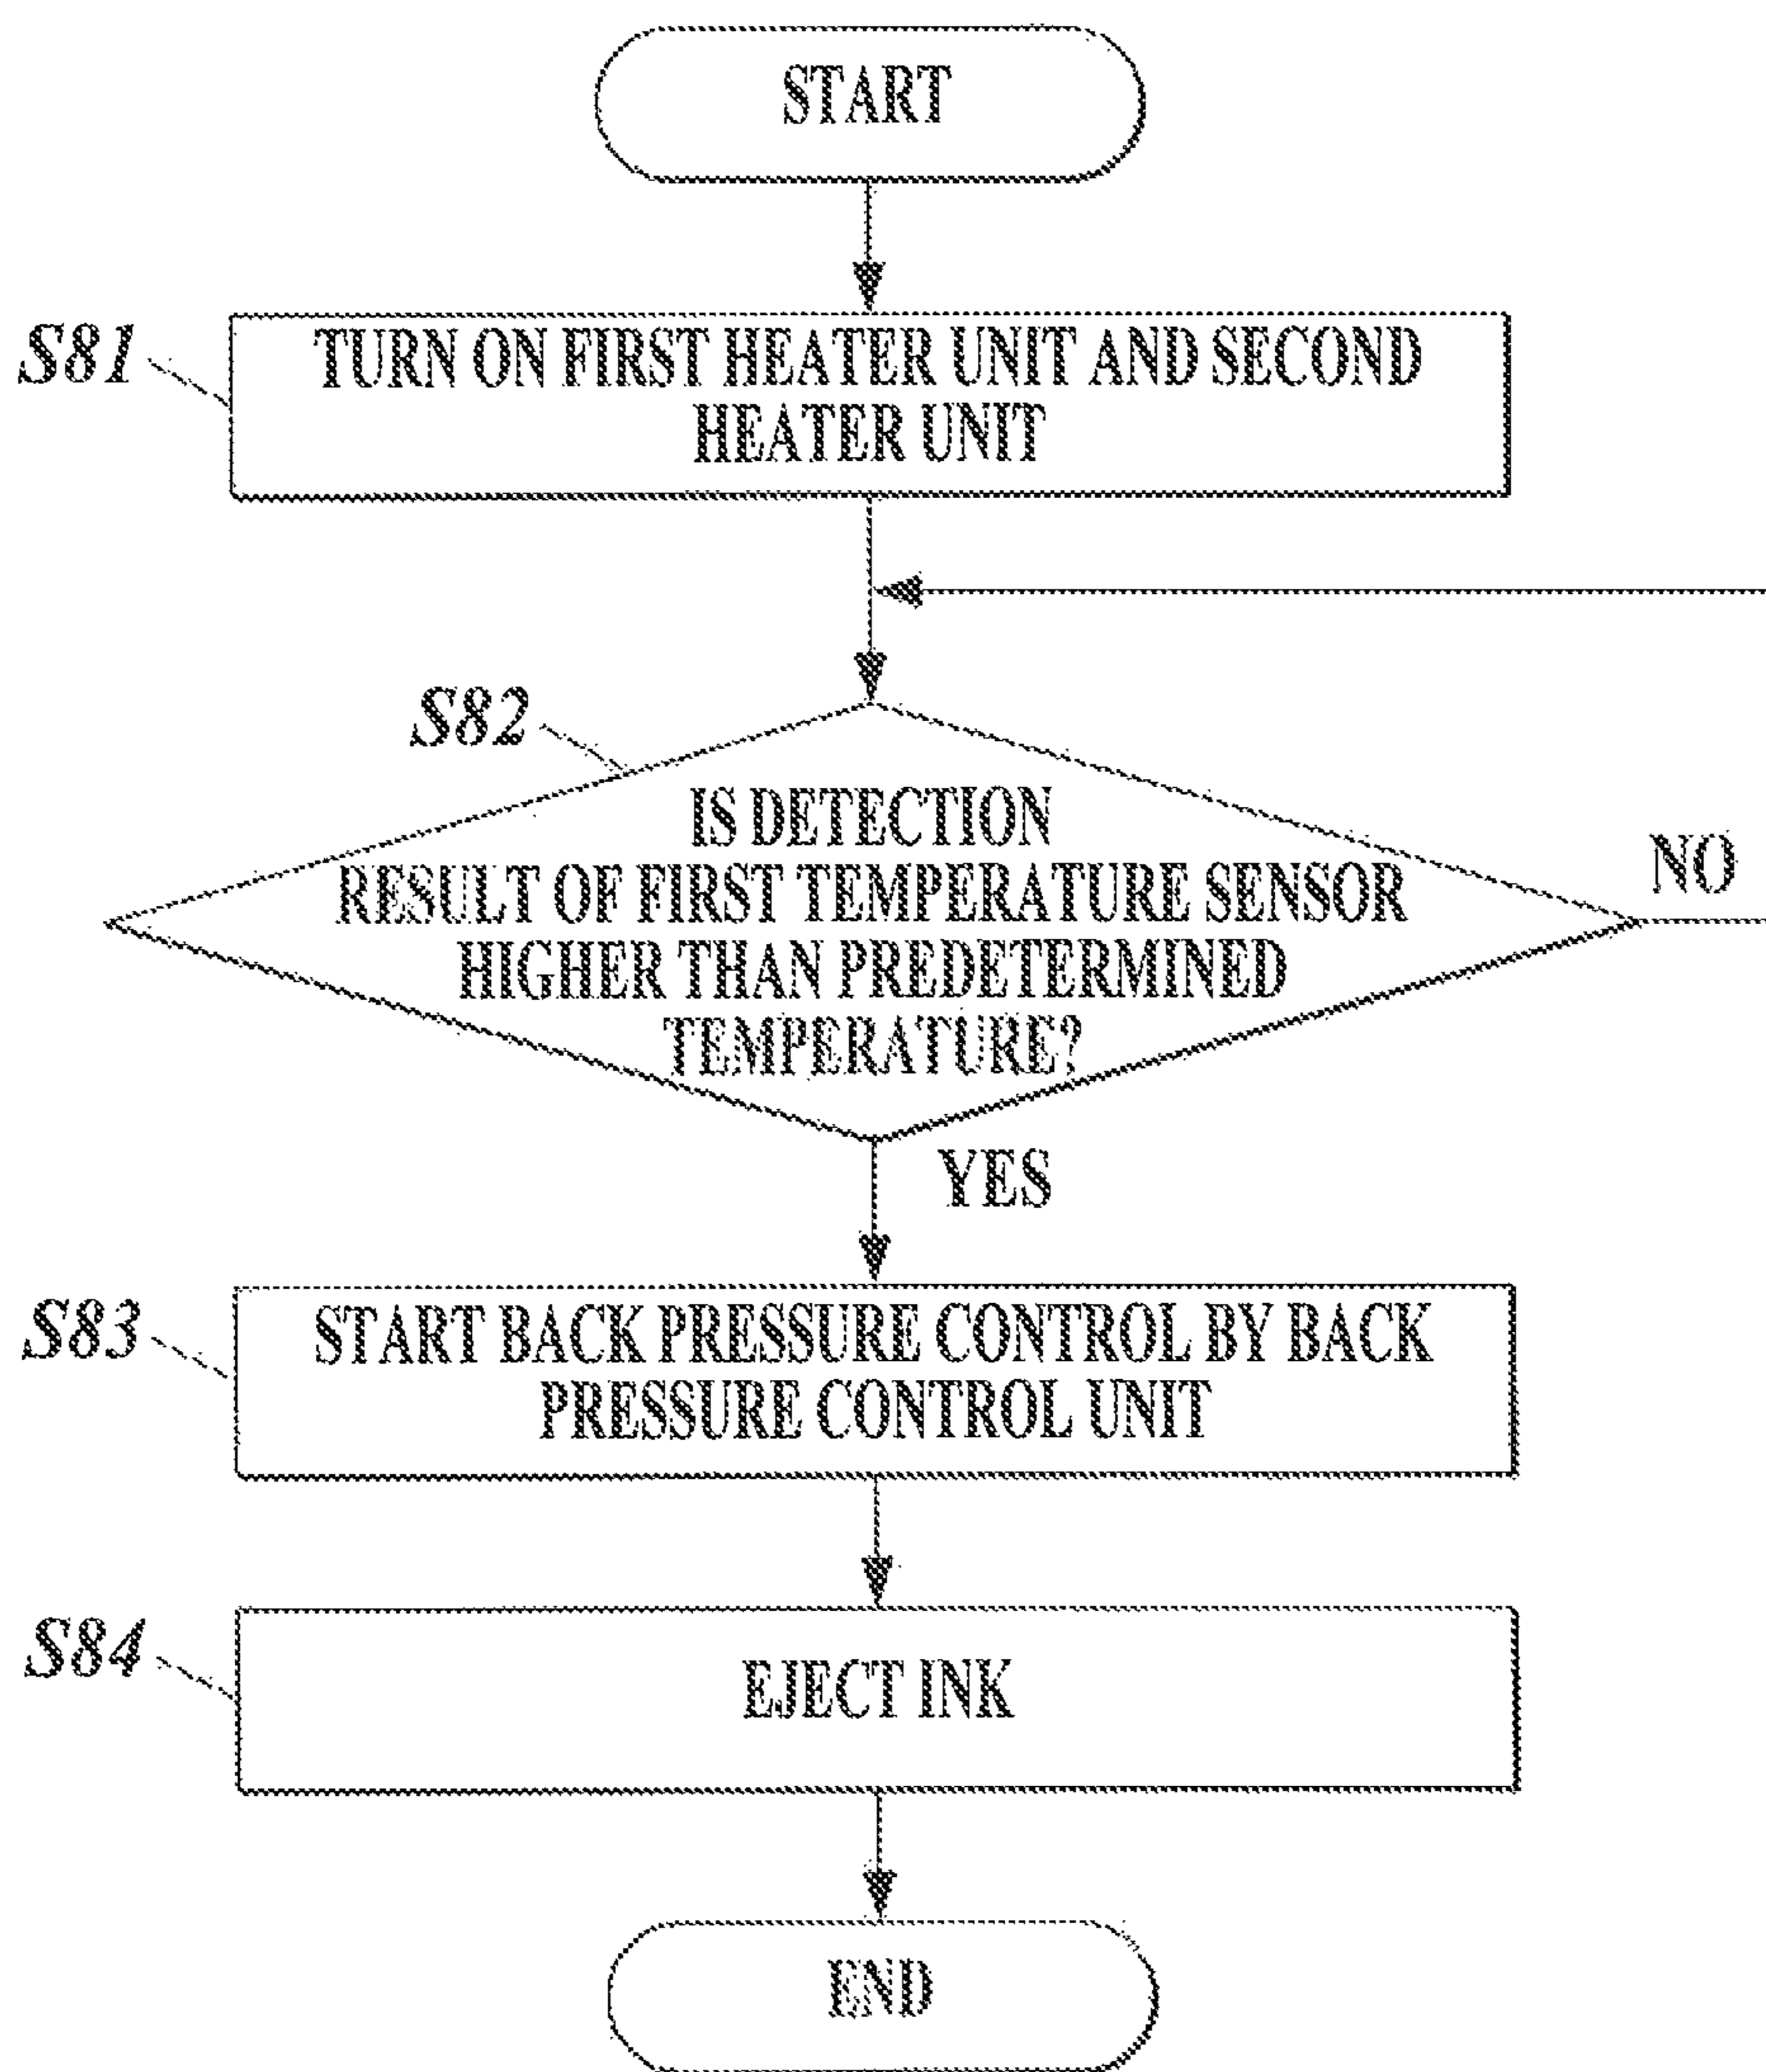 START
S81
TURN ON FIRST HEATER UNIT AND SECOND
HEATER UNIT
S82
IS DETECTION
RESULT OF FIRST TEMPERATURE SENSOR
HIGHER THAN PREDETERMINED
TEMPERATURE?
NO
YES
S83
START BACK PRESSURE CONTROL BY BACK
PRESSURE CONTROL UNIT
S84
EJECT INK
END